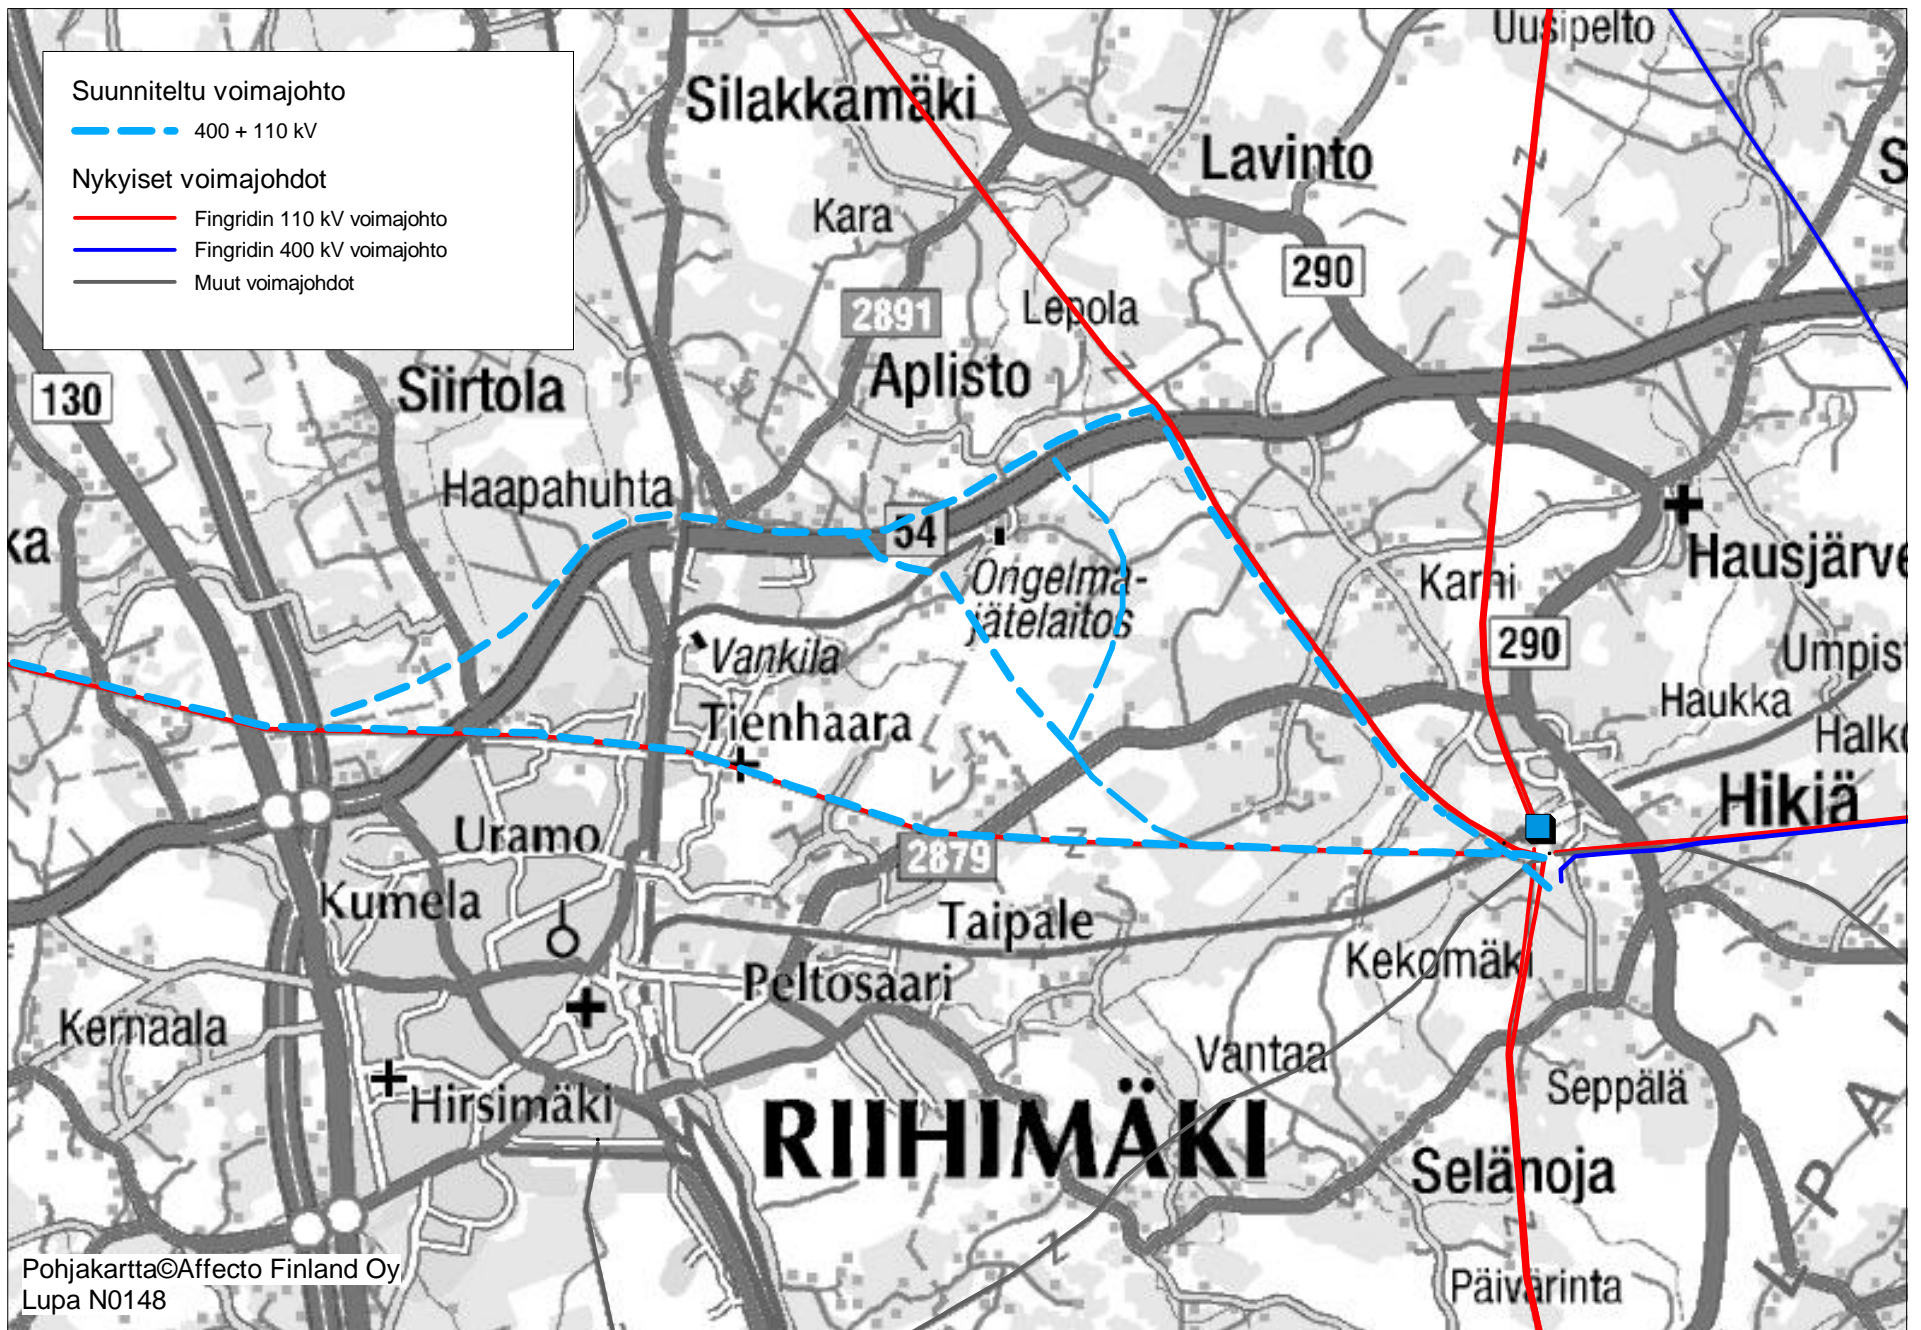 Suunniteltu voimajohto
400 + 110 kV
Nykyiset voimajohdot
Fingridin 110 kV voimajohto
Fingridin 400 kV voimajohto
Muut voimajohdot
Uusipelto
Silakkamäki
Lavinto
S
Kara
290
2891
Lepola
Aplisto
130
Siirtola
Haapahuhta
54
ka
Hausjärve
Ongelma-
jätelaitos
Karhi
290
Vankila
Umpist
Haukka
Tienhaara
Halko
Hikiä
Uramo
2879
Kumela
Taipale
Kekomäki
Peltosaari
Kernaala
Vantaa
Seppälä
Hirsimäki
RIIHIMÄKI
Selänoja
L P A
Päivärinta
Pohjakartta©Affecto Finland Oy
Lupa N0148